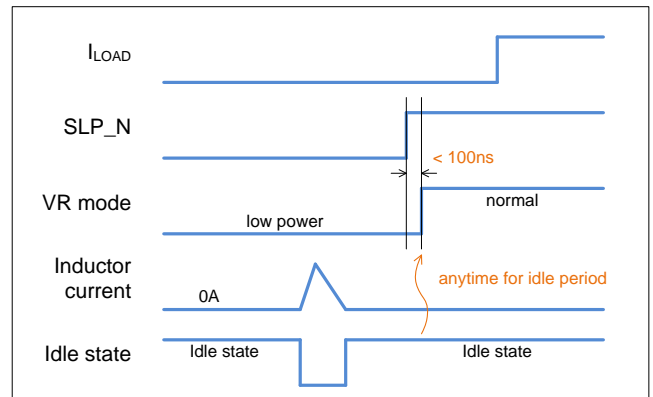 I_LOAD
SLP_N
< 100ns
VR mode
low power
normal
Inductor
current
0A
anytime for idle period
Idle state
Idle state
Idle state